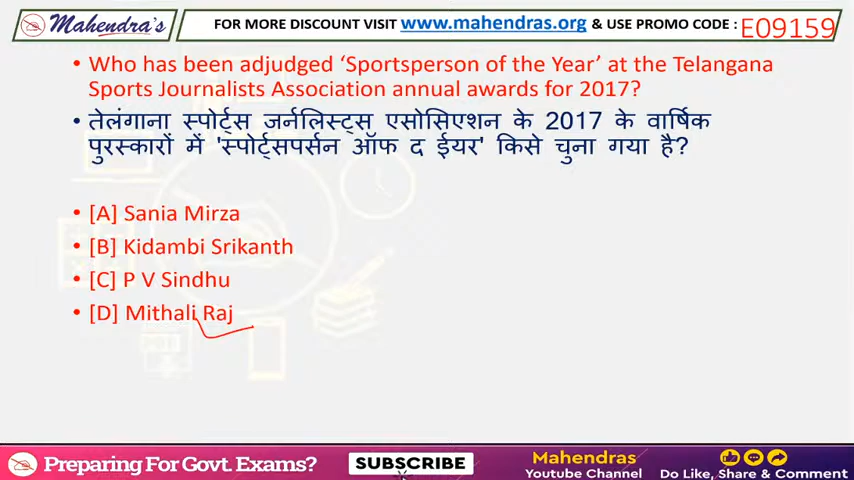 Mahendra's
FOR MORE DISCOUNT VISIT www.mahendras.org & USE PROMO CODE : E09159
• Who has been adjudged ‘Sportsperson of the Year’ at the Telangana
Sports Journalists Association annual awards for 2017?
• तेलंगाना स्पोर्ट्स जर्नलिस्ट्स एसोसिएशन के 2017 के वार्षिक
पुरस्कारों में 'स्पोर्ट्सपर्सन ऑफ द ईयर' किसे चुना गया है?
• [A] Sania Mirza
• [B] Kidambi Srikanth
• [C] P V Sindhu
• [D] Mithali Raj
Preparing For Govt. Exams?
SUBSCRIBE
Mahendras
Youtube Channel
Do Like, Share & Comment